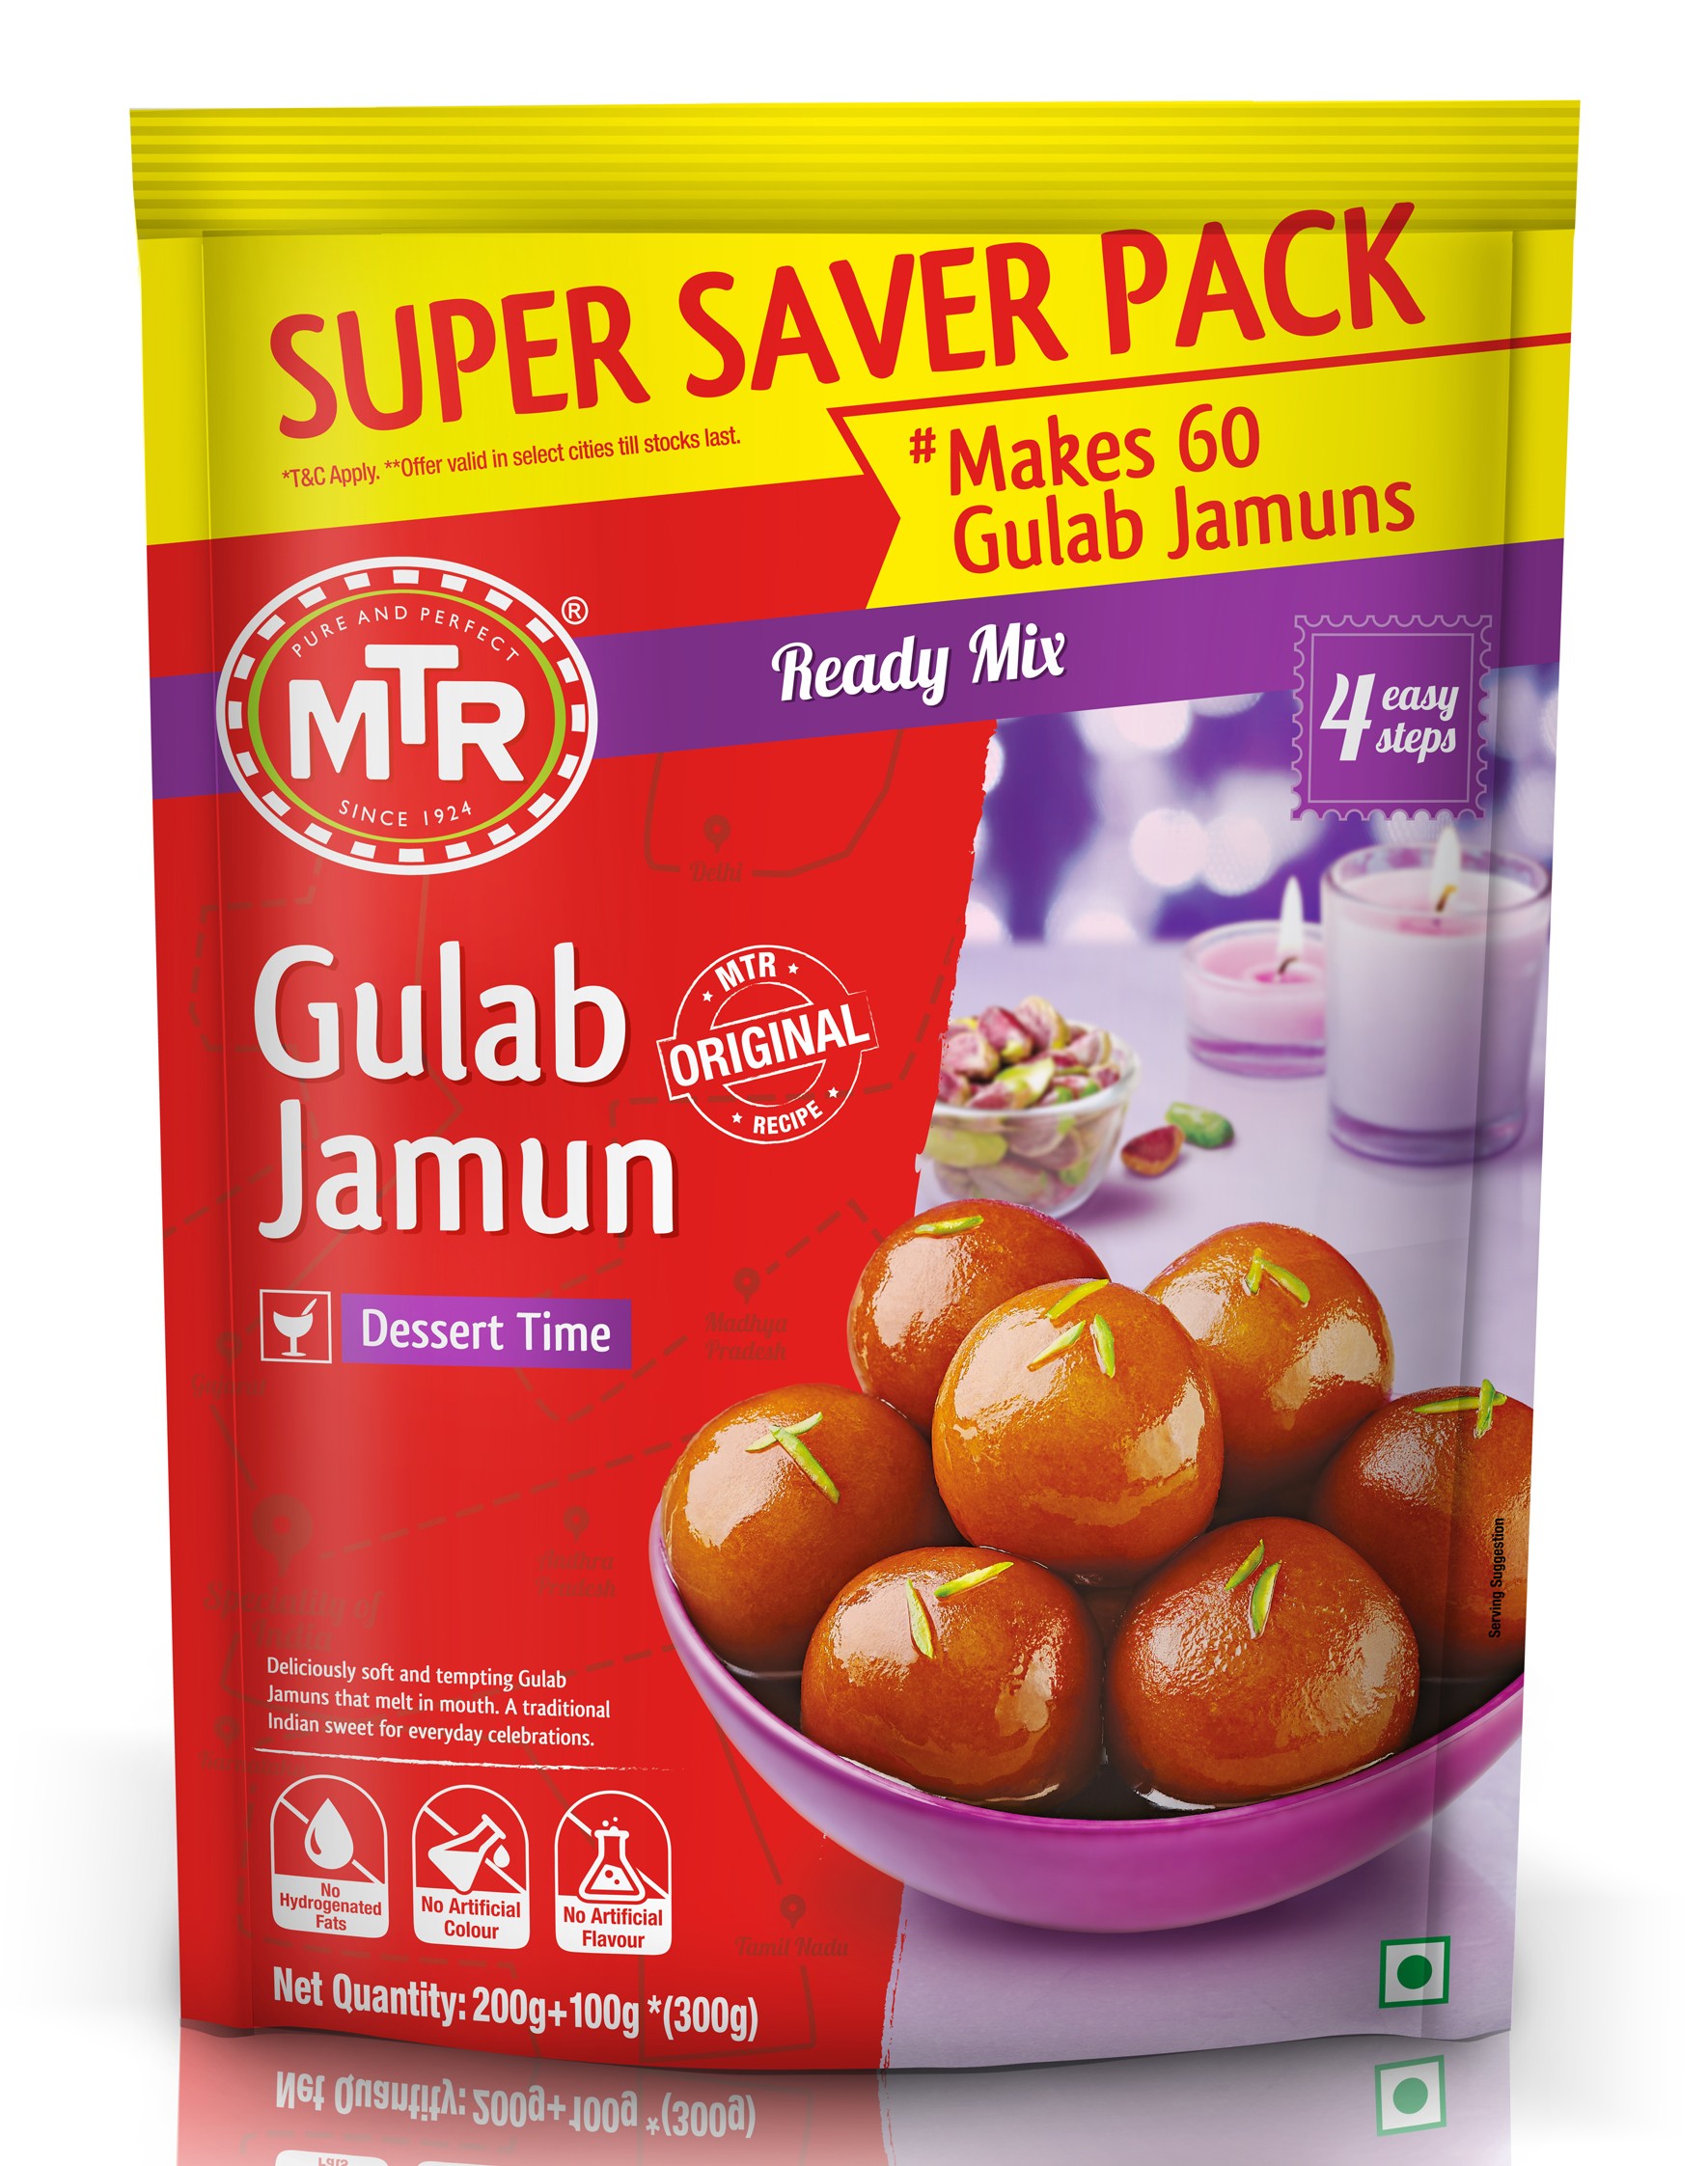 SUPER SAVER PACK
*T&C Apply. **Offer valid in select cities till stocks last.
#Makes 60
Gulab Jamuns
PURE AND PERFECT
MTR
SINCE 1924
®
Ready Mix
4 easy
steps
Delhi
Gulab
Jamun
MTR
ORIGINAL
RECIPE
Dessert Time
Madhya
Pradesh
Gujarat
Andhra
Pradesh
Speciality of
India
Serving Suggestion
Deliciously soft and tempting Gulab
Jamuns that melt in mouth. A traditional
Indian sweet for everyday celebrations.
No
Hydrogenated
Fats
No Artificial
Colour
No Artificial
Flavour
Tamil Nadu
Net Quantity: 200g+100g *(300g)